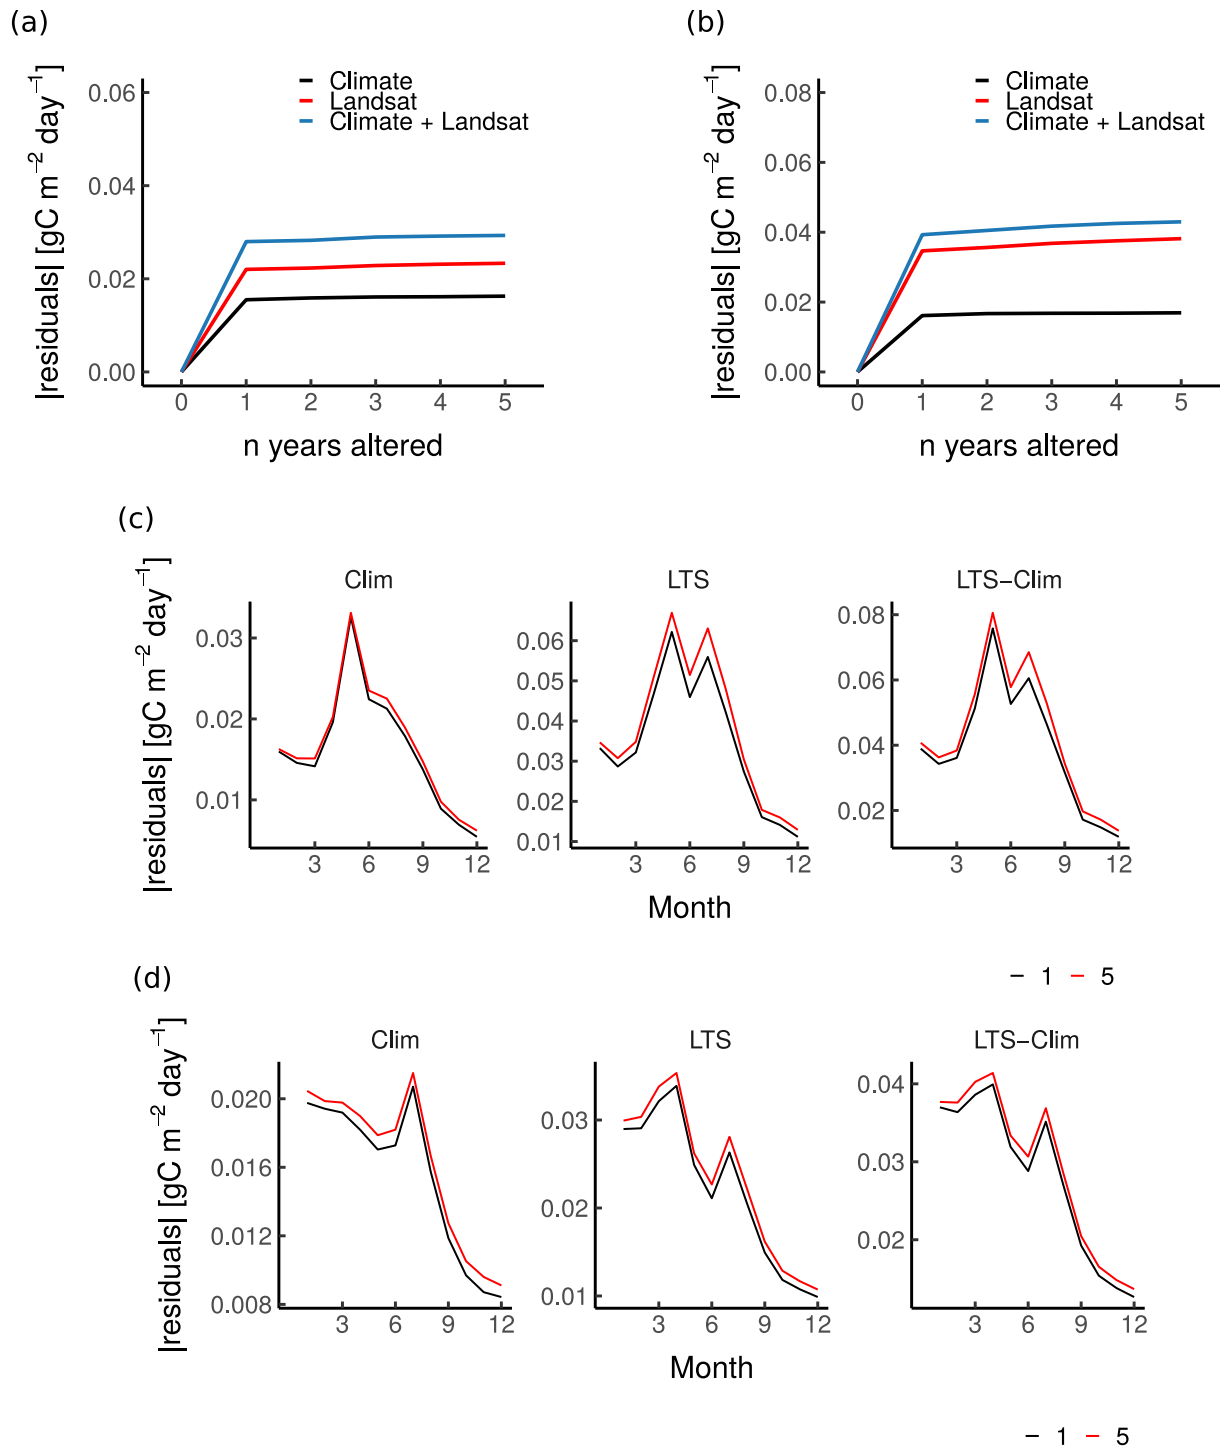 (a)
(b)
|residuals| [gC m−2 day−1]
0.06
0.04
0.02
0.00
Climate
Landsat
Climate + Landsat
0 1 2 3 4 5
n years altered
|residuals| [gC m−2 day−1]
0.08
0.06
0.04
0.02
0.00
Climate
Landsat
Climate + Landsat
0 1 2 3 4 5
n years altered
(c)
|residuals| [gC m−2 day−1]
Clim
LTS
LTS−Clim
0.03
0.02
0.01
3 6 9 12
0.06
0.05
0.04
0.03
0.02
0.01
3 6 9 12
0.08
0.06
0.04
0.02
3 6 9 12
Month
1 5
(d)
|residuals| [gC m−2 day−1]
Clim
LTS
LTS−Clim
0.020
0.016
0.012
0.008
3 6 9 12
0.03
0.02
0.01
3 6 9 12
0.04
0.03
0.02
3 6 9 12
Month
1 5